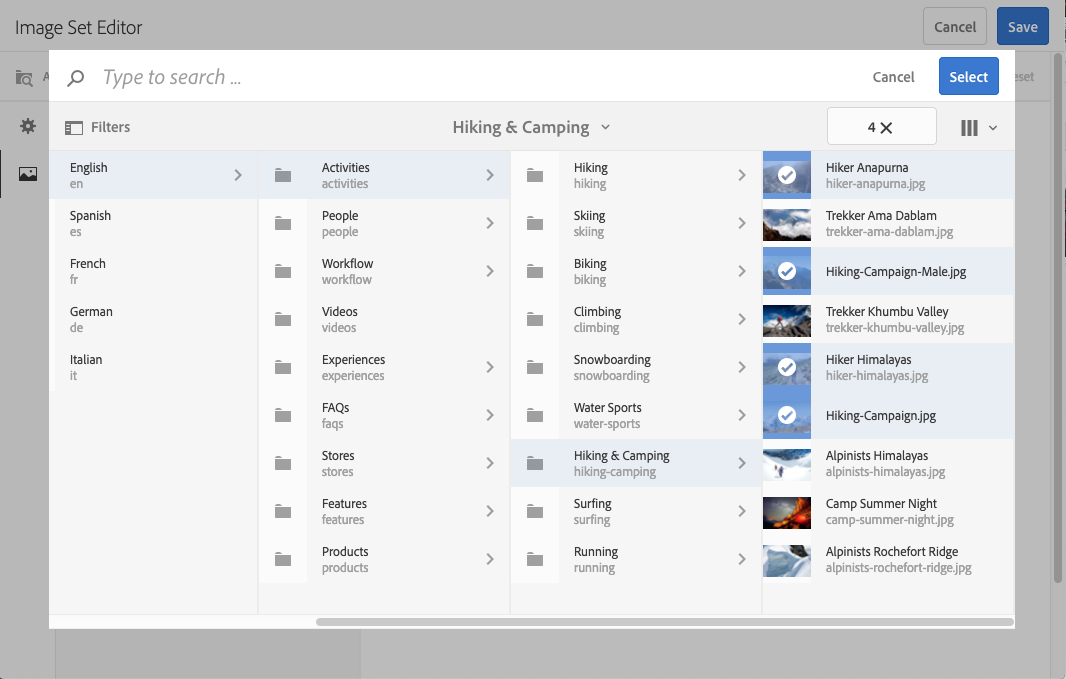 Image Set Editor
Cancel
Save
A
eset
Type to search ...
Cancel
Select
Filters
Hiking & Camping
4
English
en
Spanish
es
French
fr
German
de
Italian
it
Activities
activities
People
people
Workflow
workflow
Videos
videos
Experiences
experiences
FAQs
faqs
Stores
stores
Features
features
Products
products
Hiking
hiking
Skiing
skiing
Biking
biking
Climbing
climbing
Snowboarding
snowboarding
Water Sports
water-sports
Hiking & Camping
hiking-camping
Surfing
surfing
Running
running
Hiker Anapurna
hiker-anapurna.jpg
Trekker Ama Dablam
trekker-ama-dablam.jpg
Hiking-Campaign-Male.jpg
Trekker Khumbu Valley
trekker-khumbu-valley.jpg
Hiker Himalayas
hiker-himalayas.jpg
Hiking-Campaign.jpg
Alpinists Himalayas
alpinists-himalayas.jpg
Camp Summer Night
camp-summer-night.jpg
Alpinists Rochefort Ridge
alpinists-rochefort-ridge.jpg